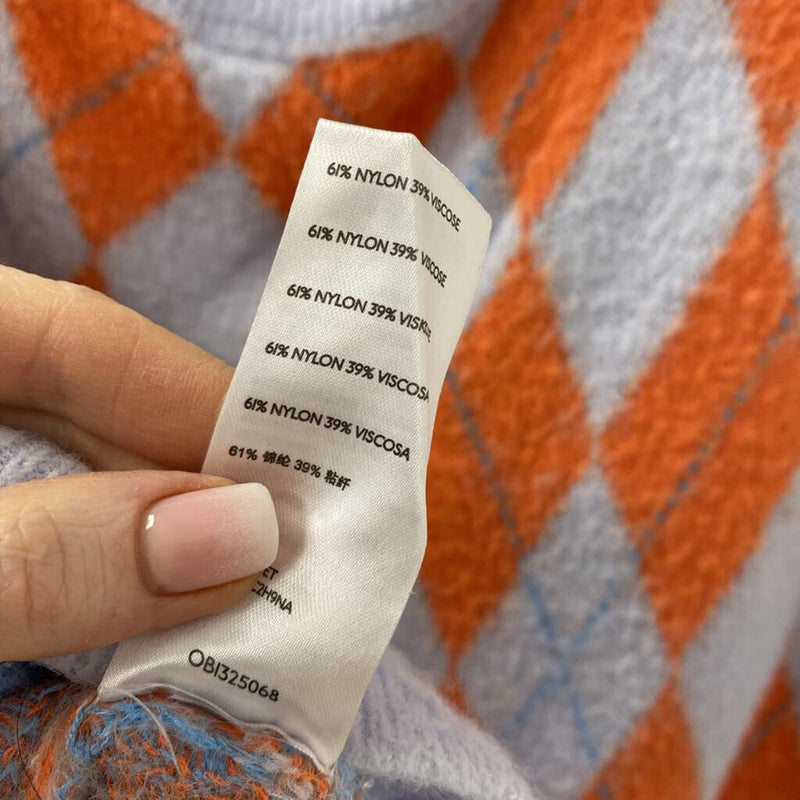 61% NYLON 39% VISCOSE
61% NYLON 39% VISCOSE
61% NYLON 39% VISKOSE
61% NYLON 39% VISCOSA
61% NYLON 39% VISCOSA
61% 锦纶 39% 粘纤
OB1325068